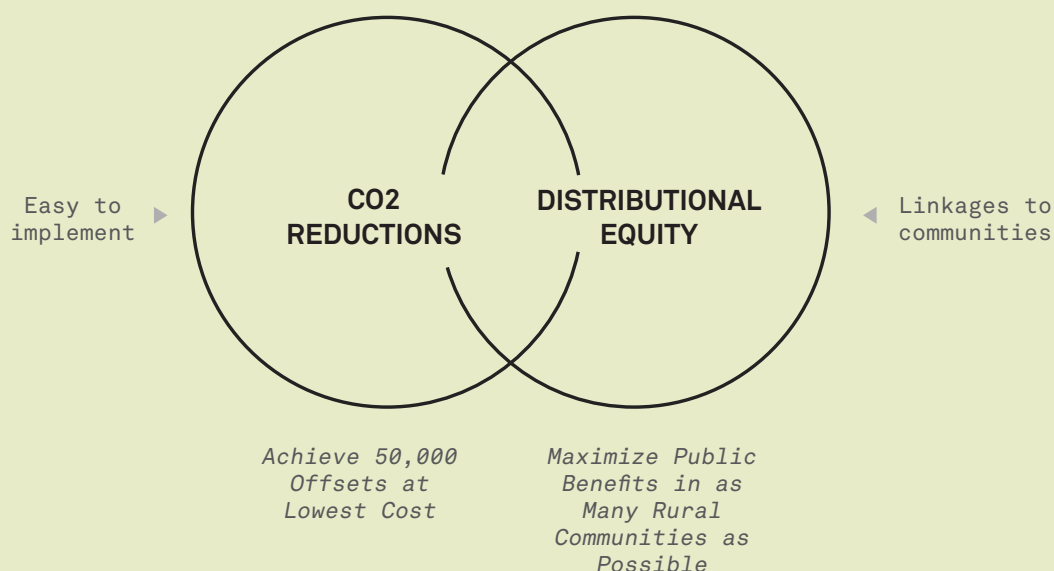 Easy to
implement
CO2
REDUCTIONS
DISTRIBUTIONAL
EQUITY
Linkages to
communities
Achieve 50,000
Offsets at
Lowest Cost
Maximize Public
Benefits in as
Many Rural
Communities as
Possible